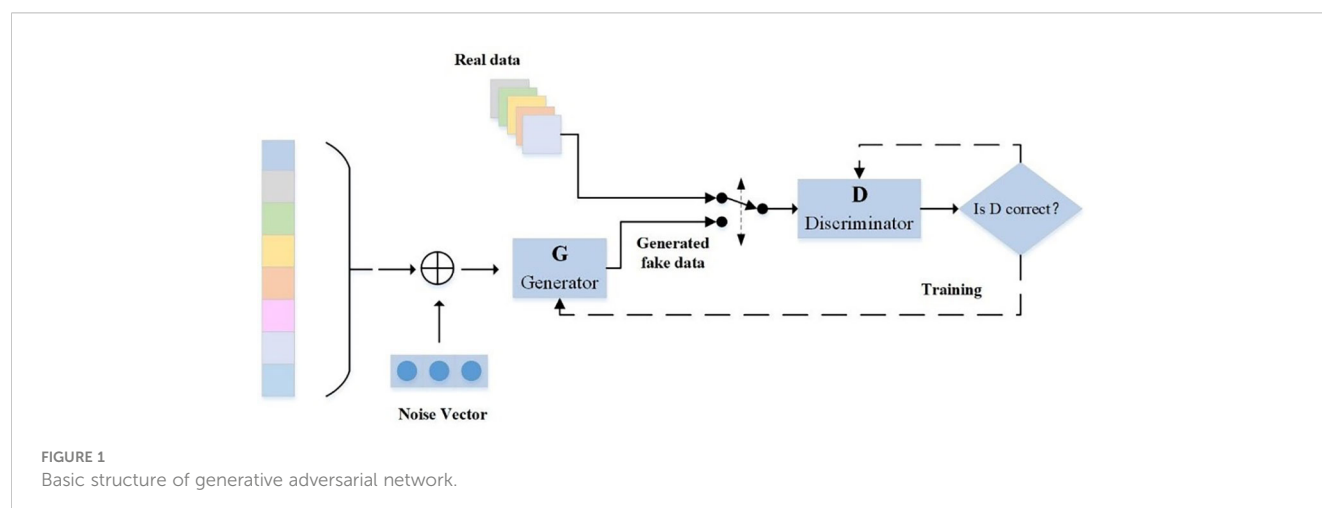 Real data
D
Discriminator
Is D correct?
G
Generator
Generated
fake data
Training
Noise Vector
FIGURE 1
Basic structure of generative adversarial network.